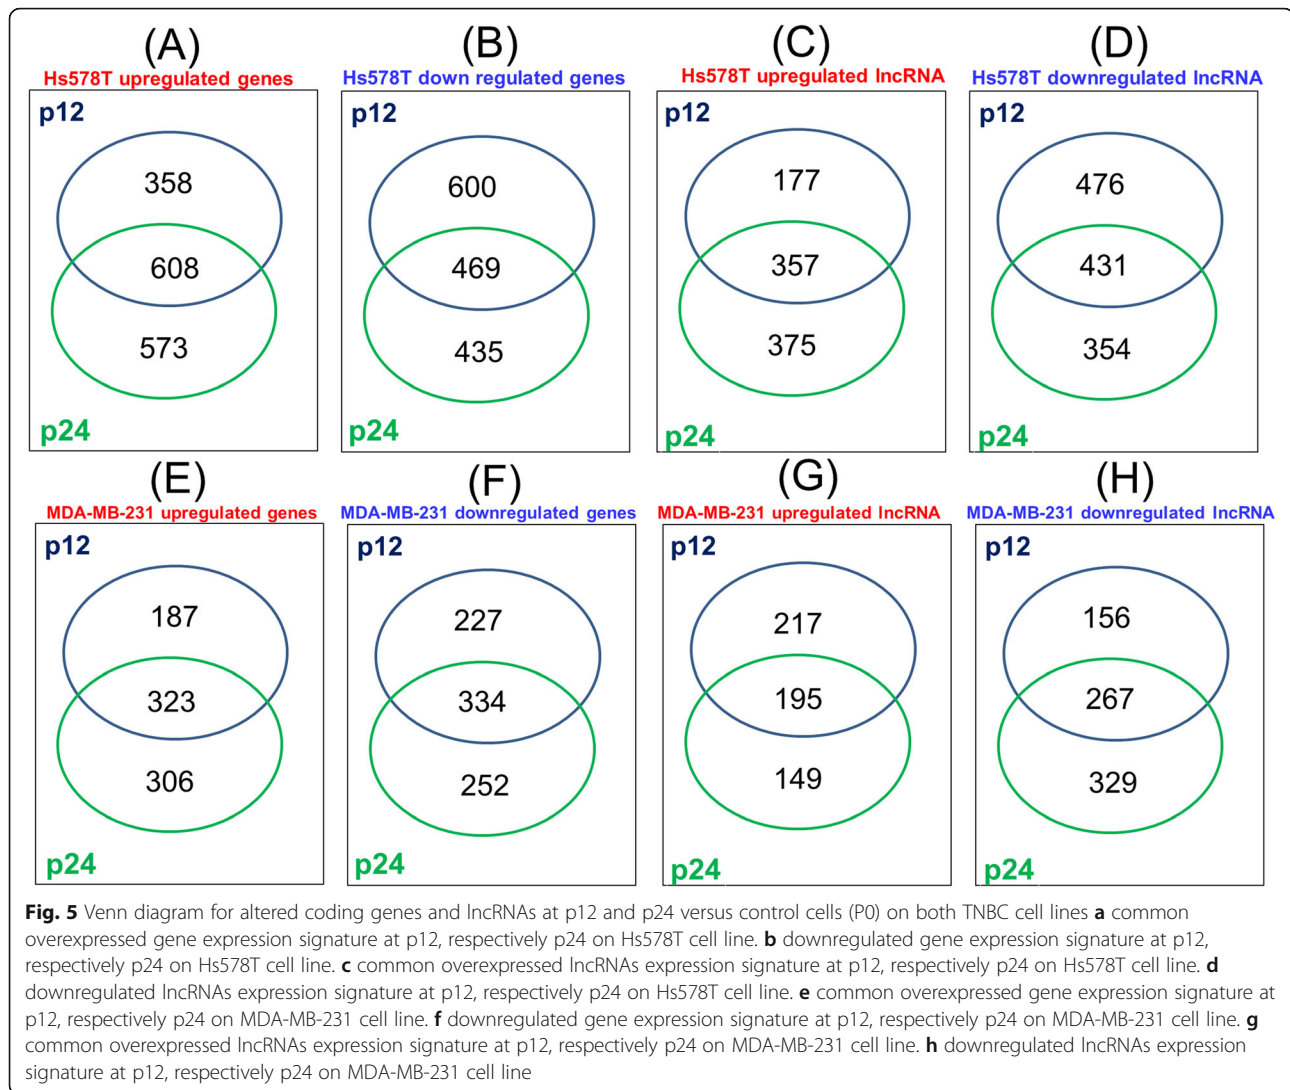 (A)
Hs578T upregulated genes
p12
358
608
573
p24
(B)
Hs578T down regulated genes
p12
600
469
435
p24
(C)
Hs578T upregulated lncRNA
p12
177
357
375
p24
(D)
Hs578T downregulated lncRNA
p12
476
431
354
p24
(E)
MDA-MB-231 upregulated genes
p12
187
323
306
p24
(F)
MDA-MB-231 downregulated genes
p12
227
334
252
p24
(G)
MDA-MB-231 upregulated lncRNA
p12
217
195
149
p24
(H)
MDA-MB-231 downregulated lncRNA
p12
156
267
329
p24
Fig. 5 Venn diagram for altered coding genes and lncRNAs at p12 and p24 versus control cells (P0) on both TNBC cell lines a common
overexpressed gene expression signature at p12, respectively p24 on Hs578T cell line. b downregulated gene expression signature at p12,
respectively p24 on Hs578T cell line. c common overexpressed lncRNAs expression signature at p12, respectively p24 on Hs578T cell line. d
downregulated lncRNAs expression signature at p12, respectively p24 on Hs578T cell line. e common overexpressed gene expression signature at
p12, respectively p24 on MDA-MB-231 cell line. f downregulated gene expression signature at p12, respectively p24 on MDA-MB-231 cell line. g
common overexpressed lncRNAs expression signature at p12, respectively p24 on MDA-MB-231 cell line. h downregulated lncRNAs expression
signature at p12, respectively p24 on MDA-MB-231 cell line